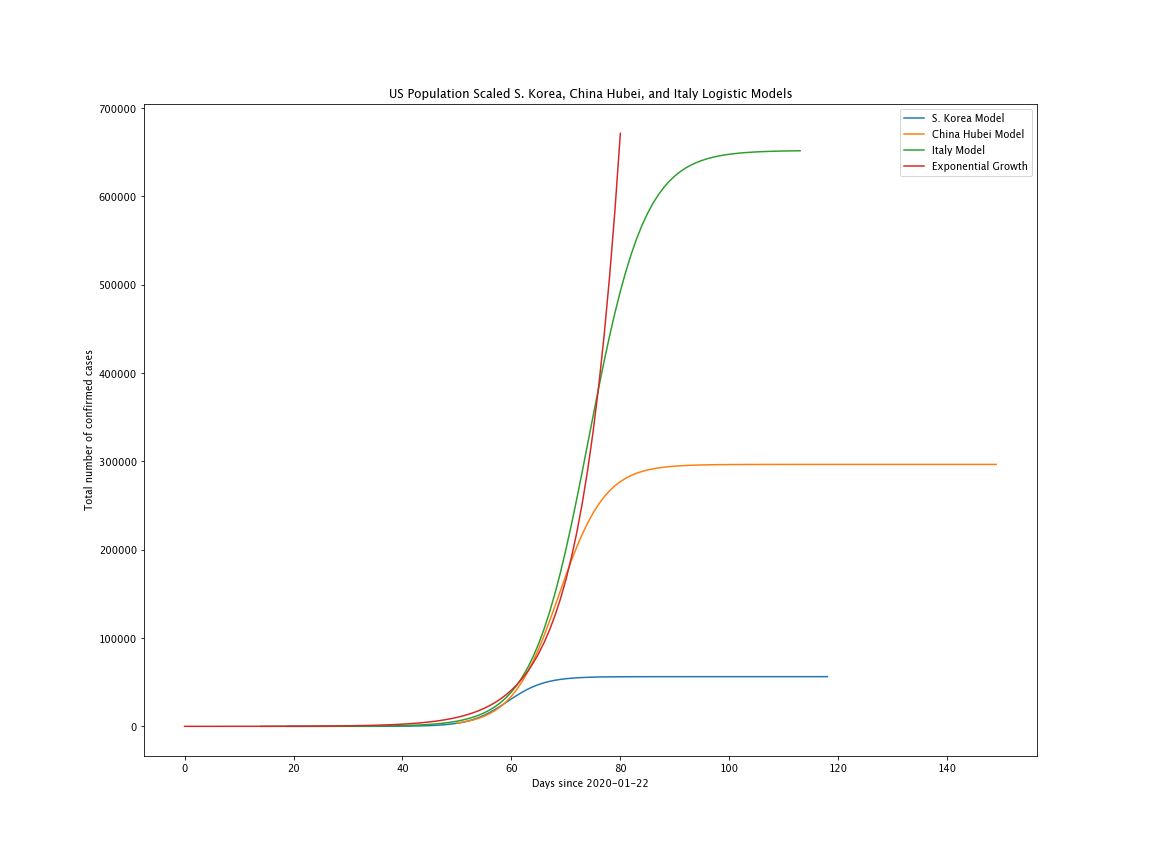 US Population Scaled S. Korea, China Hubei, and Italy Logistic Models
700000
600000
500000
400000
300000
200000
100000
0
Total number of confirmed cases
S. Korea Model
China Hubei Model
Italy Model
Exponential Growth
0 20 40 60 80 100 120 140
Days since 2020-01-22